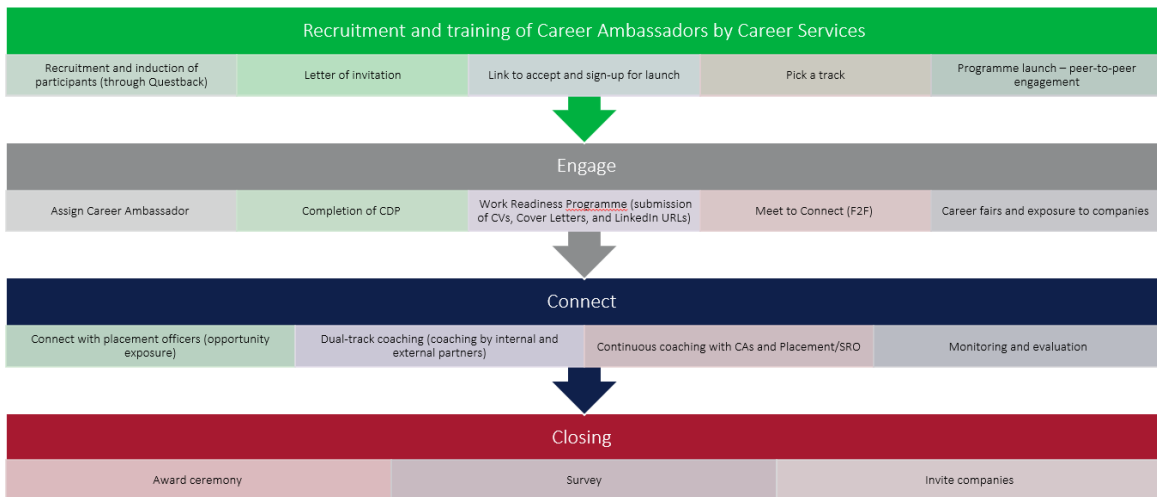 Recruitment and training of Career Ambassadors by Career Services
Recruitment and induction of
participants (through Questback)
Letter of invitation
Link to accept and sign-up for launch
Pick a track
Programme launch – peer-to-peer
engagement
Engage
Assign Career Ambassador
Completion of CDP
Work Readiness Programme (submission
of CVs, Cover Letters, and LinkedIn URLs)
Meet to Connect (F2F)
Career fairs and exposure to companies
Connect
Connect with placement officers (opportunity
exposure)
Dual-track coaching (coaching by internal and
external partners)
Continuous coaching with CAs and Placement/SRO
Monitoring and evaluation
Closing
Award ceremony
Survey
Invite companies